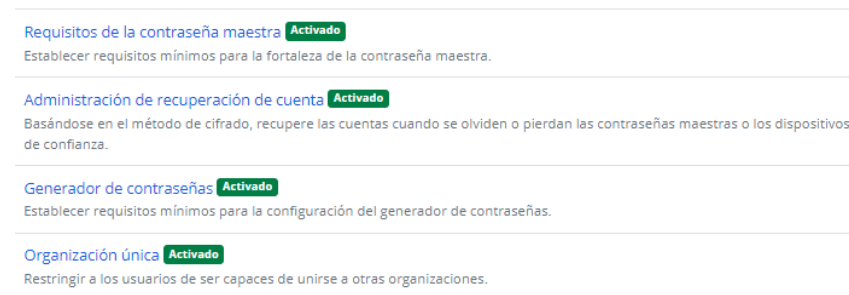 Requisitos de la contraseña maestra Activado
Establecer requisitos mínimos para la fortaleza de la contraseña maestra.
Administración de recuperación de cuenta Activado
Basándose en el método de cifrado, recupere las cuentas cuando se olviden o pierdan las contraseñas maestras o los dispositivos
de confianza.
Generador de contraseñas Activado
Establecer requisitos mínimos para la configuración del generador de contraseñas.
Organización única Activado
Restringir a los usuarios de ser capaces de unirse a otras organizaciones.